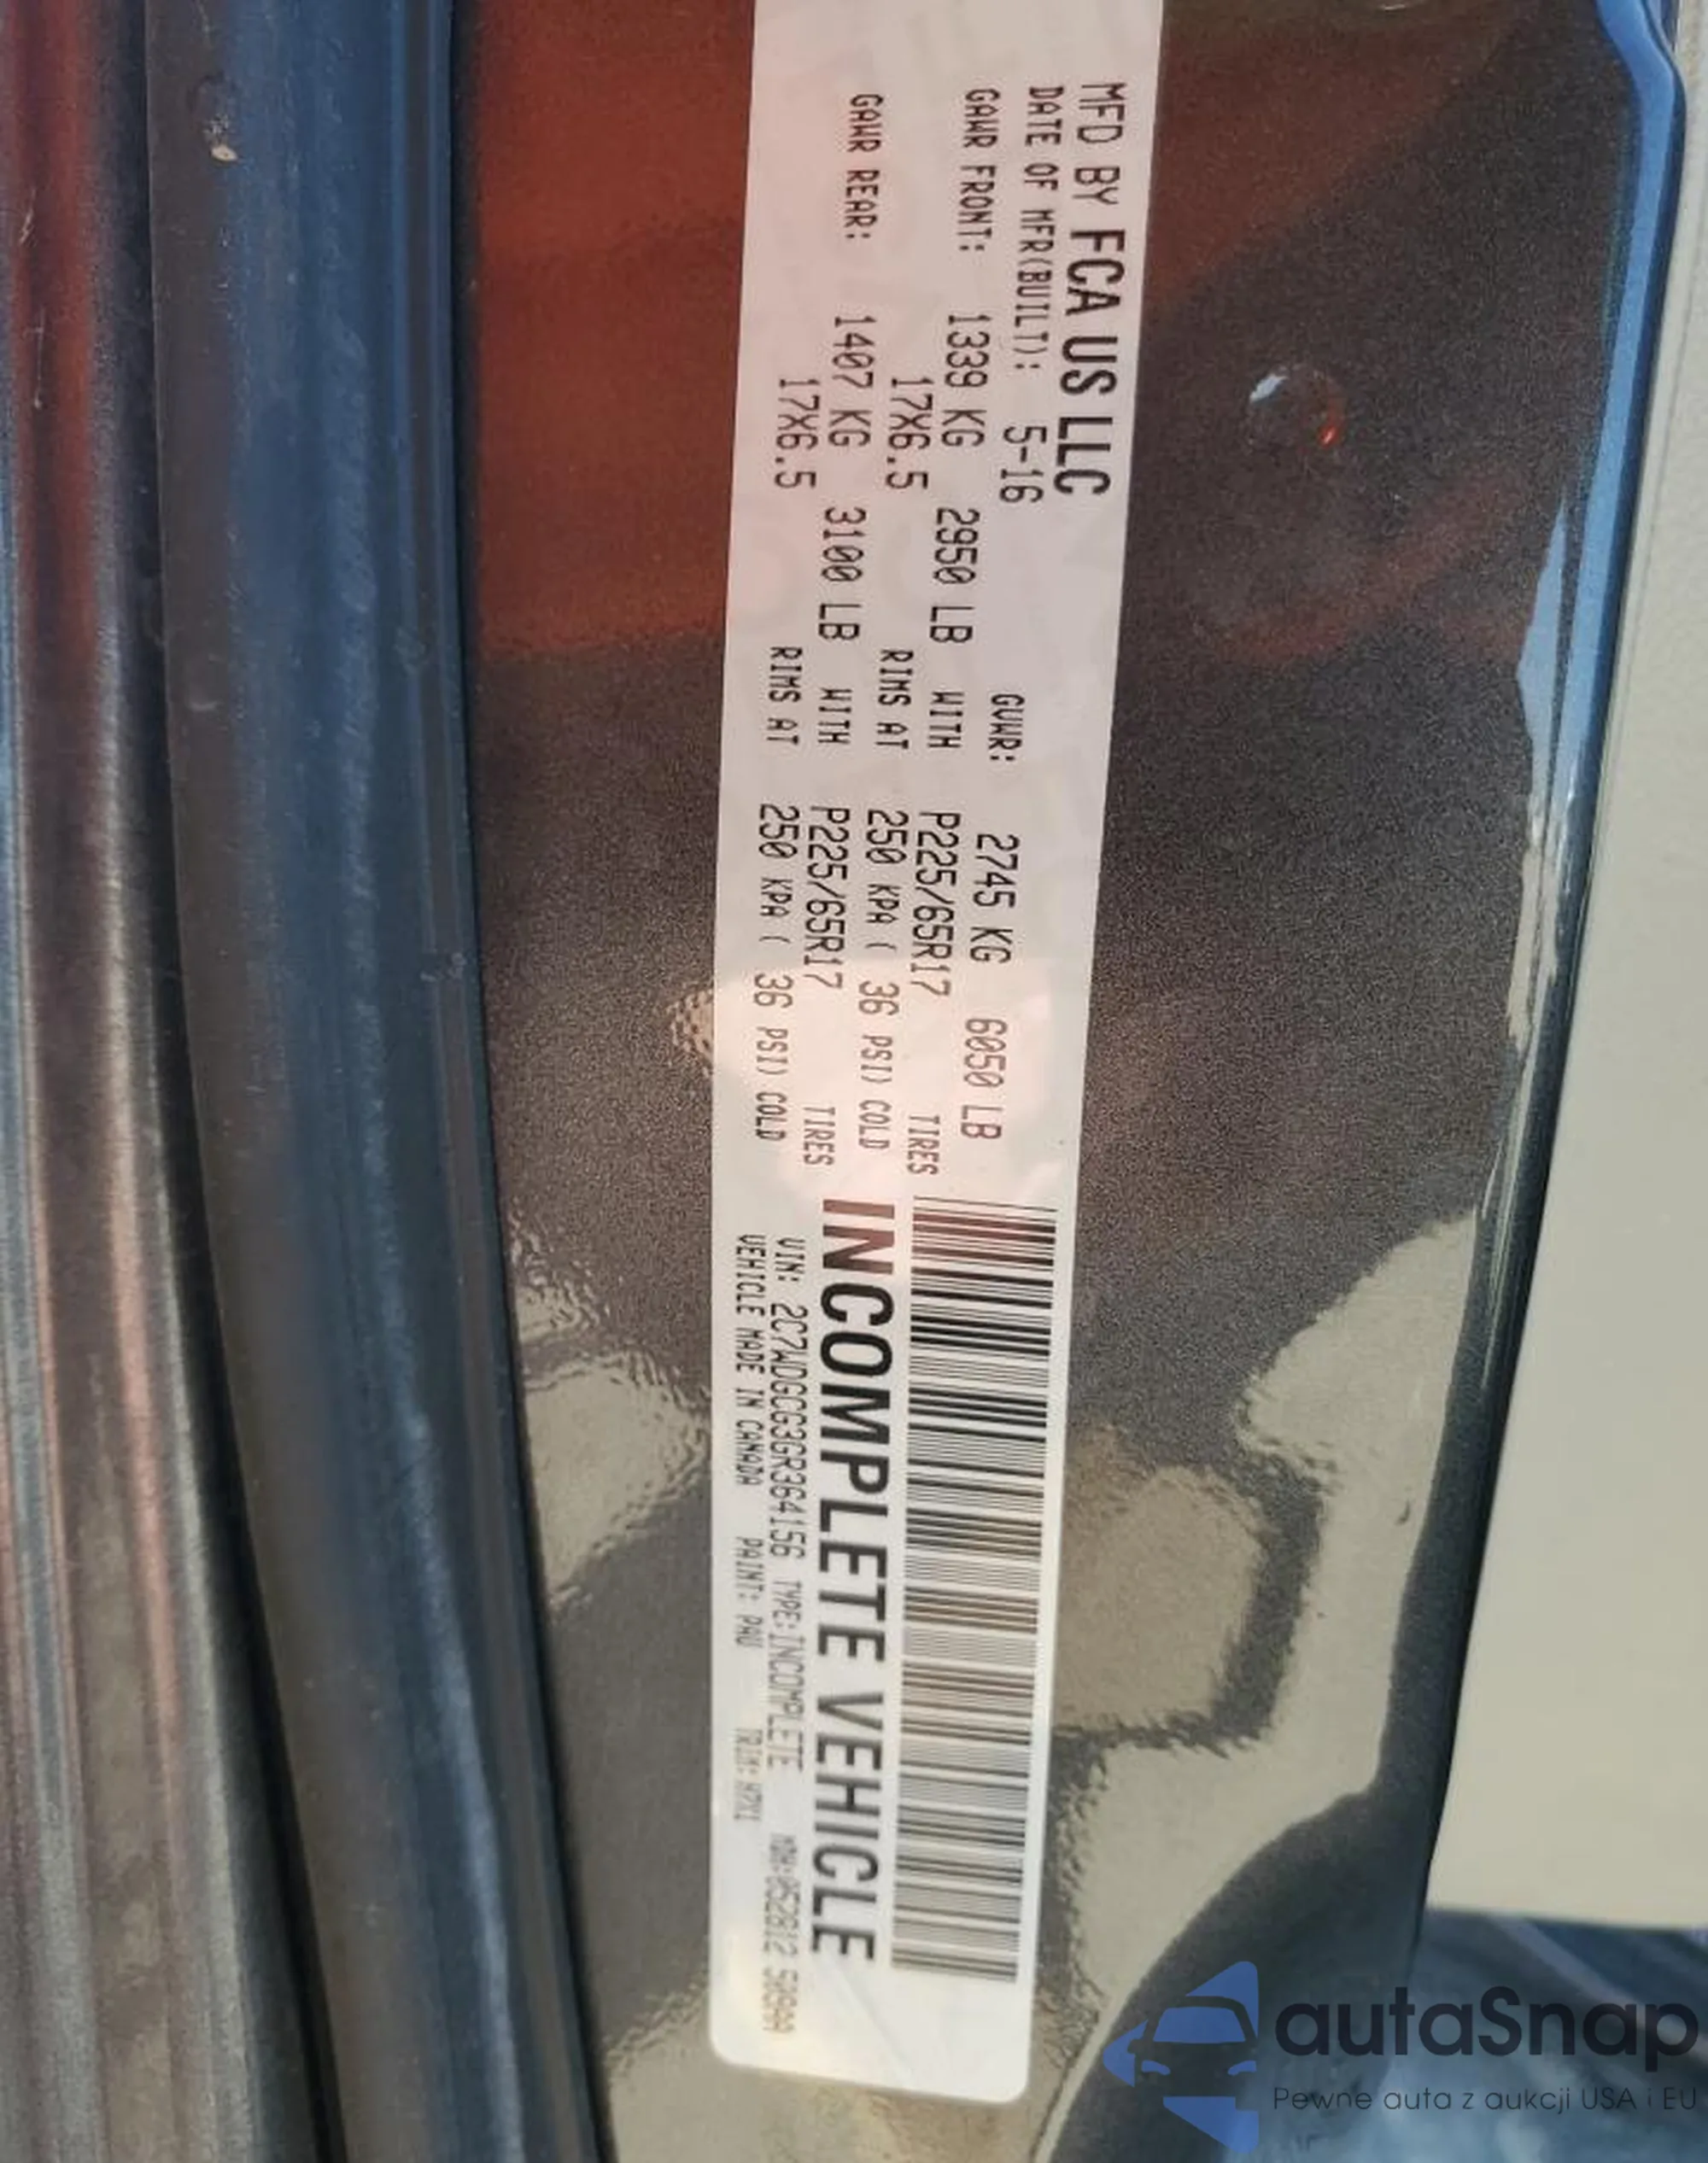 MFD BY FCA US LLC
DATE OF MFR(BUILT): 5-16 GVWR: 2745 KG 6050 LB
GAWR FRONT: 1339 KG 2950 LB WITH P225/65R17 TIRES
17X6.5 RIMS AT 250 KPA ( 36 PSI) COLD
GAWR REAR: 1407 KG 3100 LB WITH P225/65R17 TIRES
17X6.5 RIMS AT 250 KPA ( 36 PSI) COLD
INCOMPLETE VEHICLE
VIN: 2C7WDGCG3GR364156 TYPE:INCOMPLETE MDH:052812
VEHICLE MADE IN CANADA PAINT: PAU TRIM:
autaSnap
Pewne auta z aukcji USA i EU